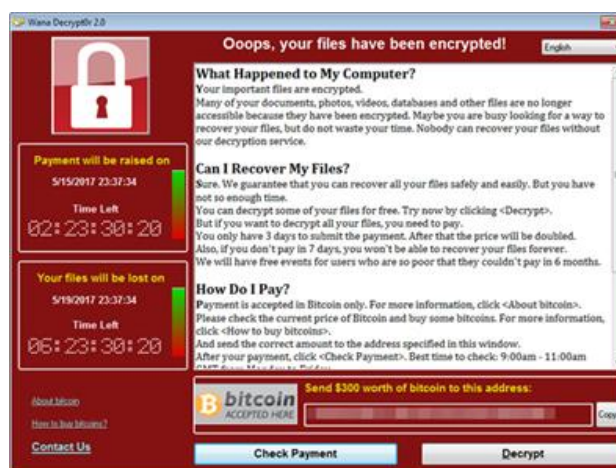 Wana Decrypt0r 2.0
Ooops, your files have been encrypted!
English
What Happened to My Computer?
Your important files are encrypted.
Many of your documents, photos, videos, databases and other files are no longer
accessible because they have been encrypted. Maybe you are busy looking for a way to
recover your files, but do not waste your time. Nobody can recover your files without
our decryption service.
Can I Recover My Files?
Sure. We guarantee that you can recover all your files safely and easily. But you have
not so enough time.
You can decrypt some of your files for free. Try now by clicking <Decrypt>.
But if you want to decrypt all your files, you need to pay.
You only have 3 days to submit the payment. After that the price will be doubled.
Also, if you don't pay in 7 days, you won't be able to recover your files forever.
We will have free events for users who are so poor that they couldn't pay in 6 months.
How Do I Pay?
Payment is accepted in Bitcoin only. For more information, click <About bitcoin>.
Please check the current price of Bitcoin and buy some bitcoins. For more information,
click <How to buy bitcoins>.
And send the correct amount to the address specified in this window.
After your payment, click <Check Payment>. Best time to check: 9:00am - 11:00am
GMT from Monday to Friday.
Payment will be raised on
5/15/2017 23:37:34
Time Left
02:23:30:20
Your files will be lost on
5/19/2017 23:37:34
Time Left
06:23:30:20
About bitcoin
How to buy bitcoins?
Contact Us
bitcoin
ACCEPTED HERE
Send $300 worth of bitcoin to this address:
Copy
Check Payment
Decrypt